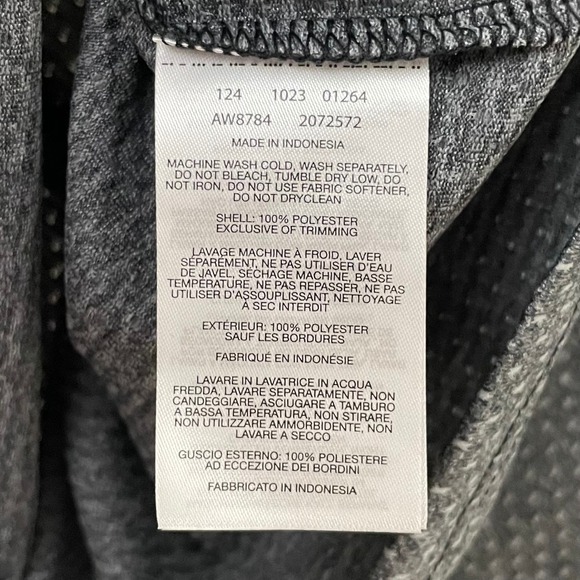 124 1023 01264
AW8784 2072572
MADE IN INDONESIA
MACHINE WASH COLD, WASH SEPARATELY,
DO NOT BLEACH, TUMBLE DRY LOW, DO
NOT IRON, DO NOT USE FABRIC SOFTENER,
DO NOT DRYCLEAN
SHELL: 100% POLYESTER
EXCLUSIVE OF TRIMMING
LAVAGE MACHINE À FROID, LAVER
SÉPARÉMENT, NE PAS UTILISER D'EAU
DE JAVEL, SÉCHAGE MACHINE, BASSE
TEMPÉRATURE, NE PAS REPASSER, NE PAS
UTILISER D'ASSOUPLISSANT, NETTOYAGE
À SEC INTERDIT
EXTÉRIEUR: 100% POLYESTER
SAUF LES BORDURES
FABRIQUÉ EN INDONÉSIE
LAVARE IN LAVATRICE IN ACQUA
FREDDA, LAVARE SEPARATAMENTE, NON
CANDEGGIARE, ASCIUGARE A TAMBURO
A BASSA TEMPERATURA, NON STIRARE,
NON UTILIZZARE AMMORBIDENTE, NON
LAVARE A SECCO
GUSCIO ESTERNO: 100% POLIESTERE
AD ECCEZIONE DEI BORDINI
FABBRICATO IN INDONESIA